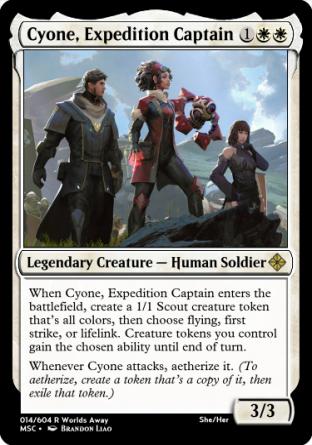 Cyone, Expedition Captain 1
Legendary Creature — Human Soldier
When Cyone, Expedition Captain enters the
battlefield, create a 1/1 Scout creature token
that's all colors, then choose flying, first
strike, or lifelink. Creature tokens you control
gain the chosen ability until end of turn.
Whenever Cyone attacks, aetherize it. (To
aetherize, create a token that's a copy of it, then
exile that token.)
3/3
014/604 R Worlds Away She/Her
MSC • Brandon Liao